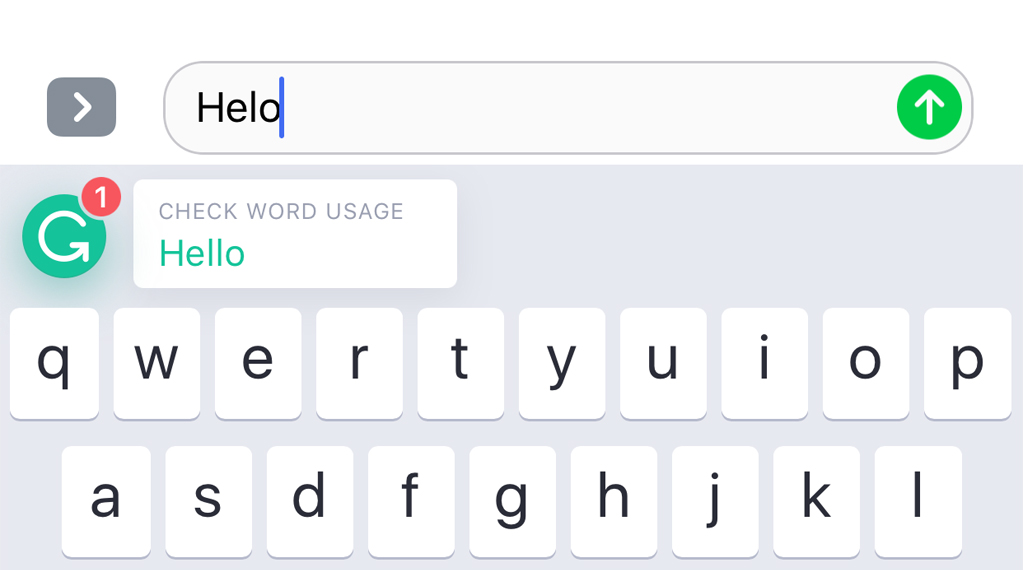 Helo
1
CHECK WORD USAGE
Hello
q w e r t y u i o p
a s d f g h j k l